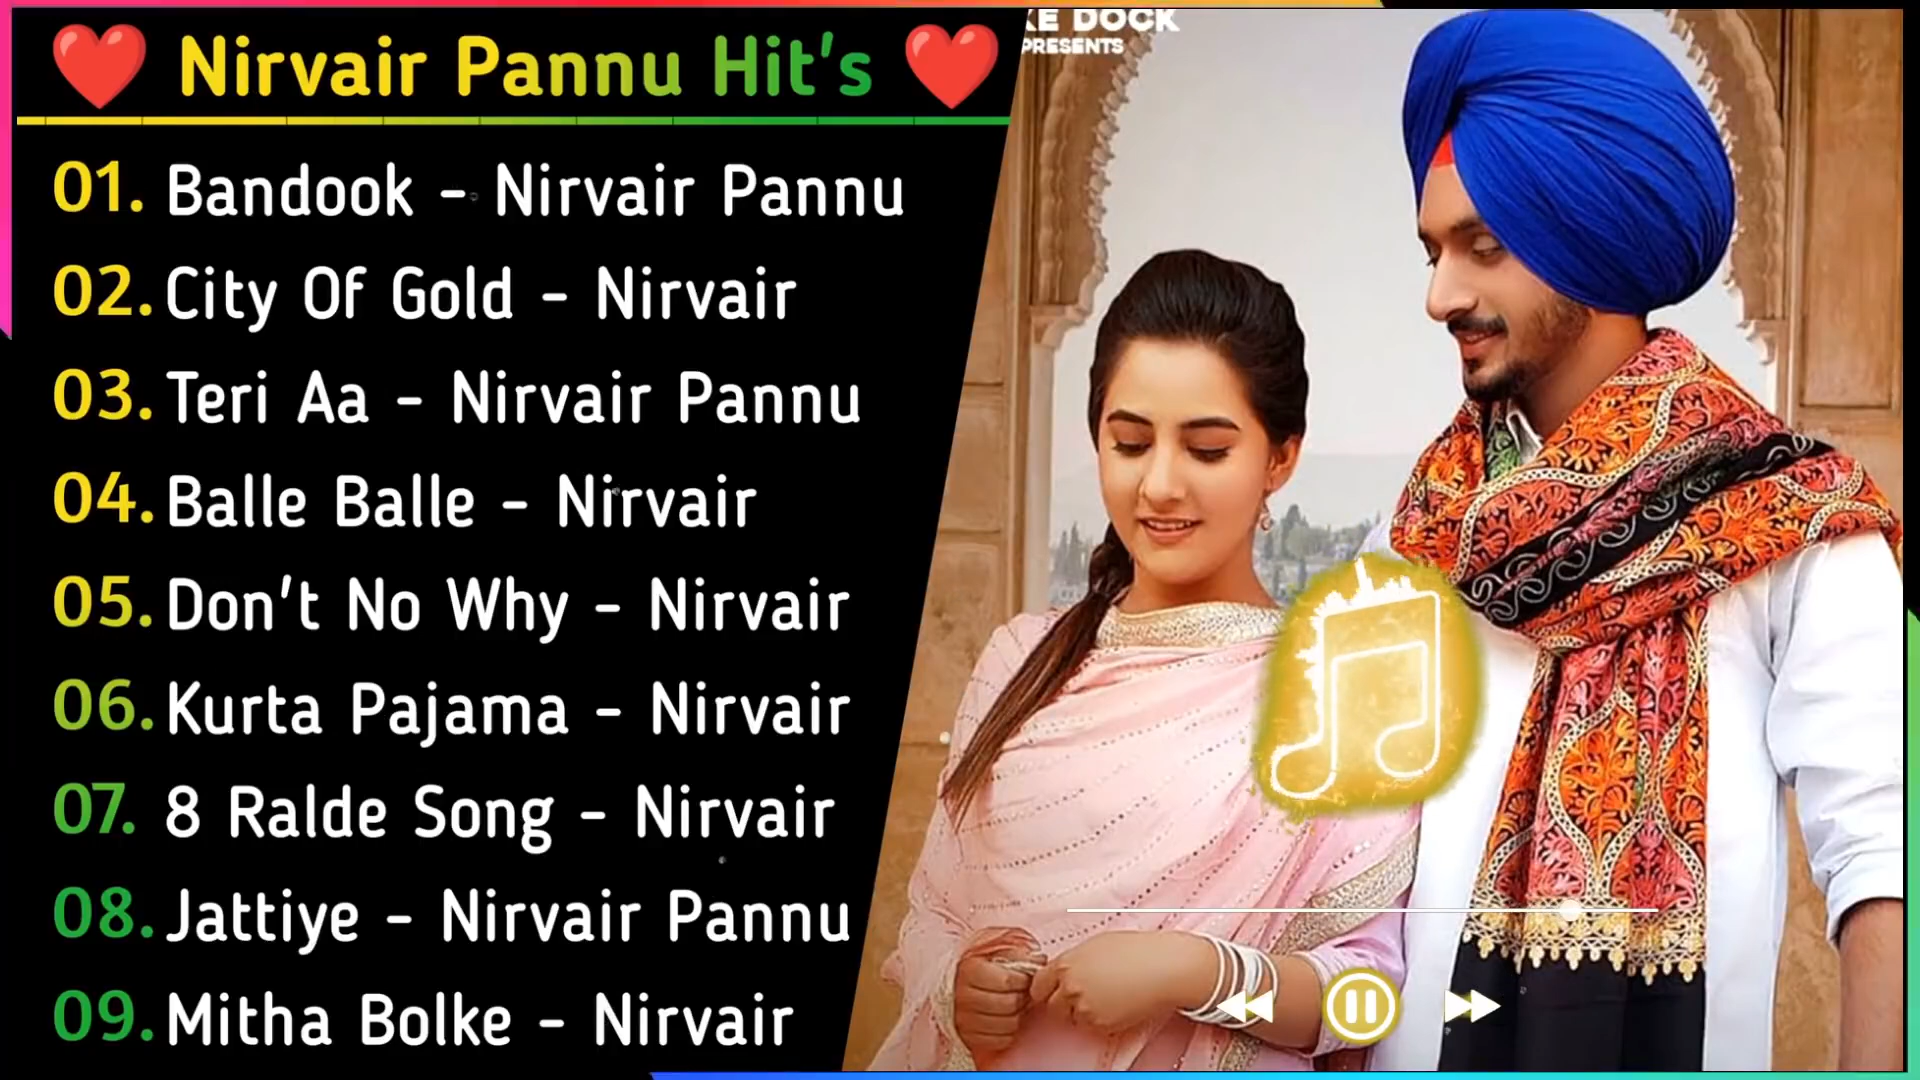 ❤️ Nirvair Pannu Hit's ❤️
01. Bandook - Nirvair Pannu
02. City Of Gold - Nirvair
03. Teri Aa - Nirvair Pannu
04. Balle Balle - Nirvair
05. Don't No Why - Nirvair
06. Kurta Pajama - Nirvair
07. 8 Ralde Song - Nirvair
08. Jattiye - Nirvair Pannu
09. Mitha Bolke - Nirvair
KE DOCK
PRESENTS